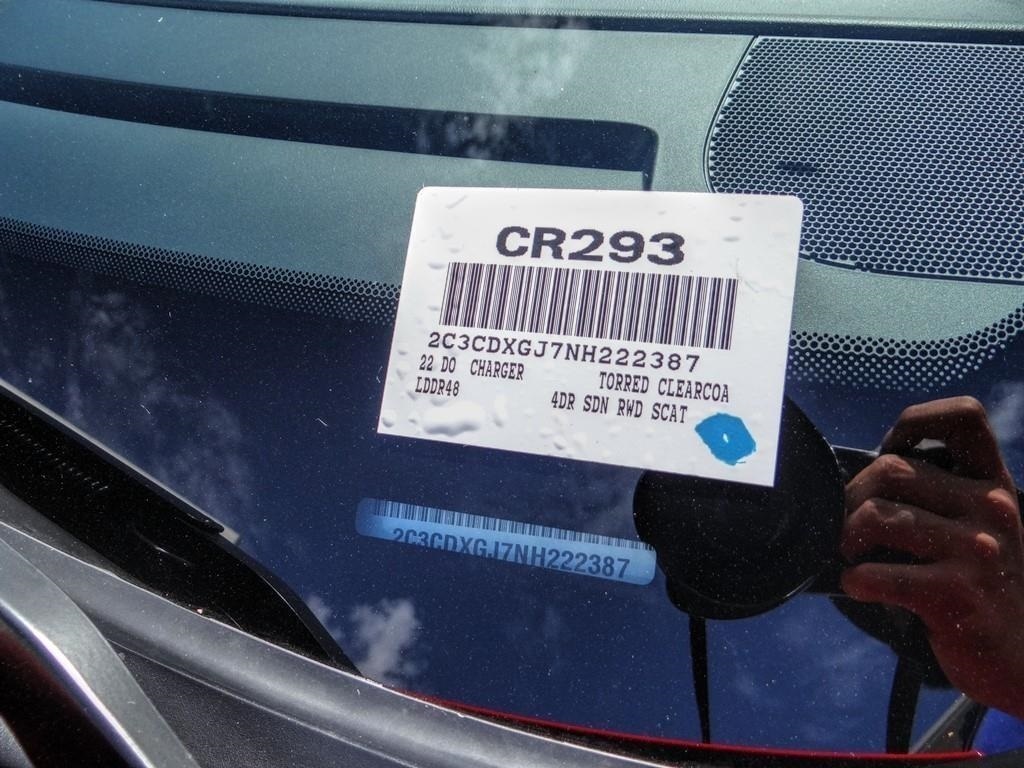 CR293
2C3CDXGJ7NH222387
22 DO CHARGER TORRED CLEARCOA
LDDR48 4DR SDN RWD SCAT
2C3CDXGJ7NH222387